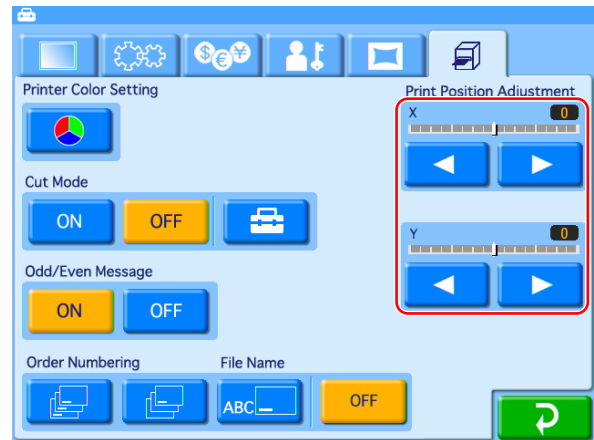 $ € ¥
Printer Color Setting
Print Position Adjustment
X 0
Cut Mode
ON OFF
Y 0
Odd/Even Message
ON OFF
Order Numbering File Name
ABC_ OFF